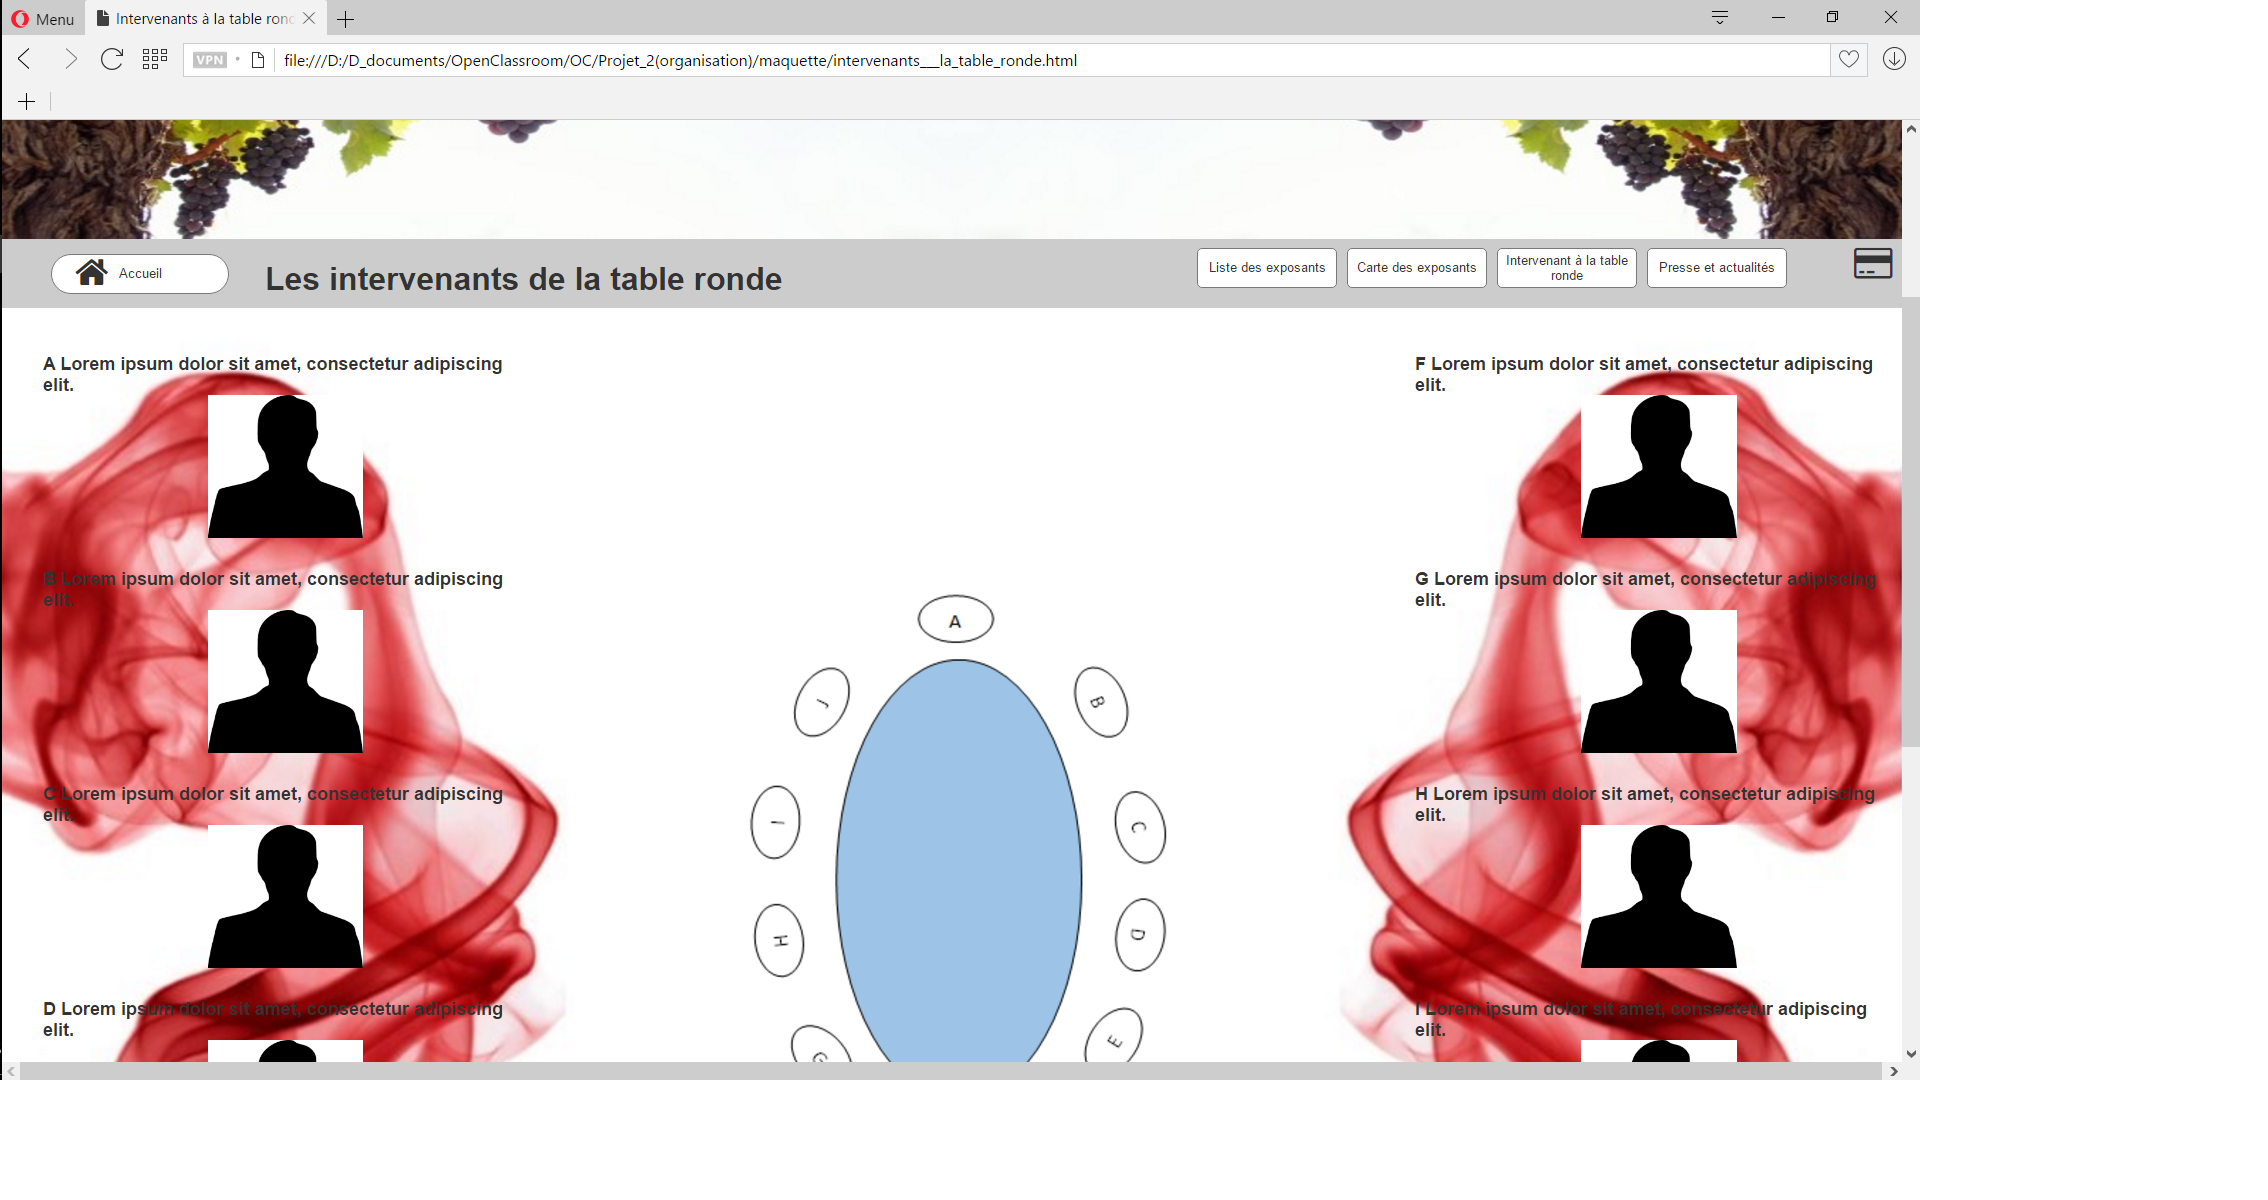 Menu
Intervenants à la table ronc
VPN
file:///D:/D_documents/OpenClassroom/OC/Projet_2(organisation)/maquette/intervenants___la_table_ronde.html
Accueil
Les intervenants de la table ronde
Liste des exposants
Carte des exposants
Intervenant à la table
ronde
Presse et actualités
A Lorem ipsum dolor sit amet, consectetur adipiscing
elit.
B Lorem ipsum dolor sit amet, consectetur adipiscing
elit.
C Lorem ipsum dolor sit amet, consectetur adipiscing
elit.
D Lorem ipsum dolor sit amet, consectetur adipiscing
elit.
A
J
B
I
C
H
D
G
E
F Lorem ipsum dolor sit amet, consectetur adipiscing
elit.
G Lorem ipsum dolor sit amet, consectetur adipiscing
elit.
H Lorem ipsum dolor sit amet, consectetur adipiscing
elit.
I Lorem ipsum dolor sit amet, consectetur adipiscing
elit.